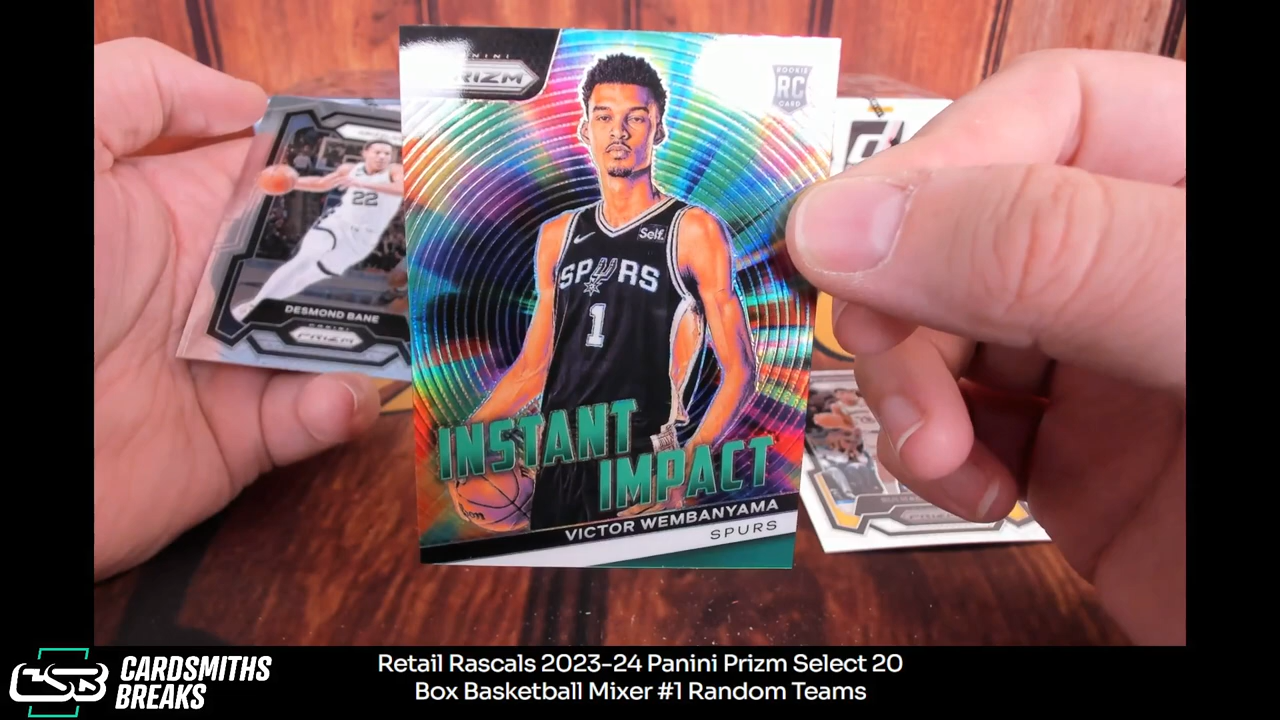 PANINI
PRIZM
ROOKIE
RC
CARD
22
DESMOND BANE
PANINI
PRIZM
Self.
SPURS
1
INSTANT
IMPACT
VICTOR WEMBANYAMA
SPURS
CSB CARDSMITHS
BREAKS
Retail Rascals 2023-24 Panini Prizm Select 20
Box Basketball Mixer #1 Random Teams